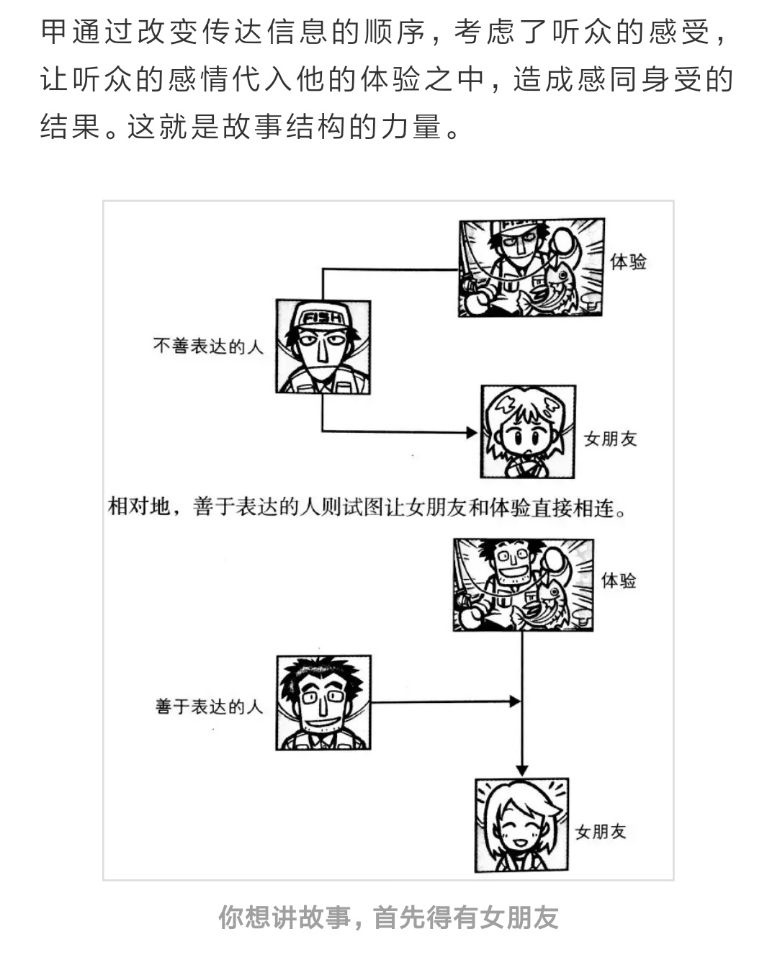 甲通过改变传达信息的顺序，考虑了听众的感受，
让听众的感情代入他的体验之中，造成感同身受的
结果。这就是故事结构的力量。
FISH
体验
FISH
不善表达的人
女朋友
相对地，善于表达的人则试图让女朋友和体验直接相连。
体验
善于表达的人
女朋友
你想讲故事，首先得有女朋友